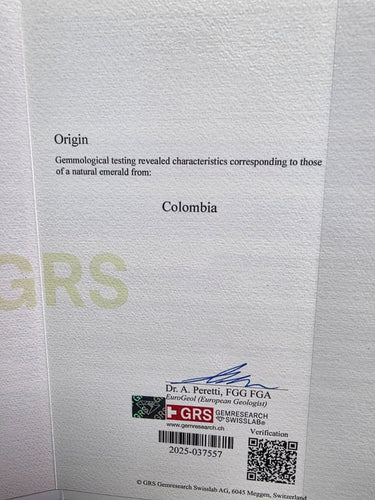 Origin
Gemmological testing revealed characteristics corresponding to those
of a natural emerald from:
Colombia
GRS
Dr. A. Peretti, FGG FGA
EuroGeol (European Geologist)
GRS GEMRESEARCH
SWISSLAB®
www.gemresearch.ch
Verification
2025-037557
© GRS Gemresearch Swisslab AG, 6045 Meggen, Switzerland